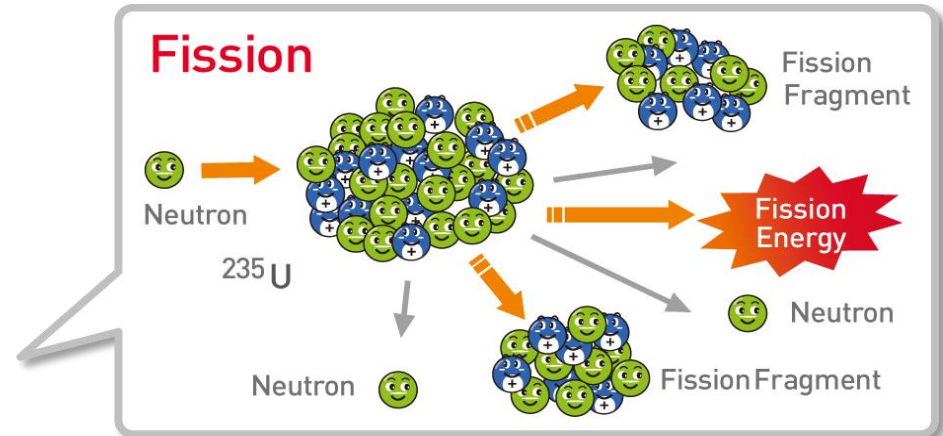 Fission
Fission
Fragment
Neutron
Fission
Energy
235U
Neutron
Neutron
Fission Fragment